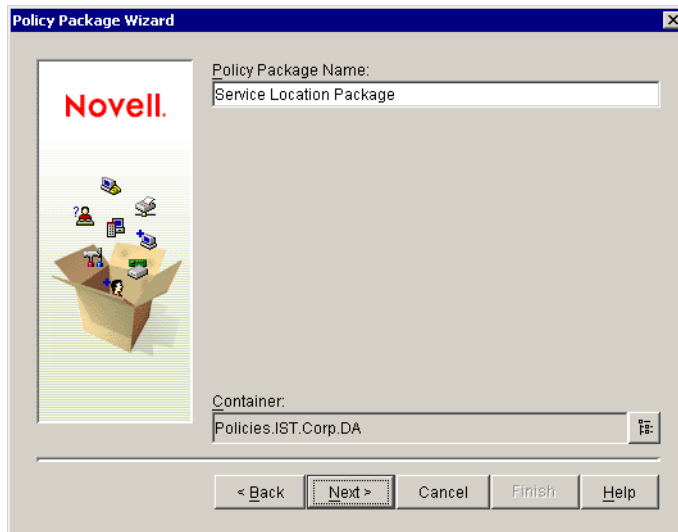 Policy Package Wizard
Novell.
Policy Package Name:
Service Location Package
Container:
Policies.IST.Corp.DA
< Back
Next >
Cancel
Finish
Help